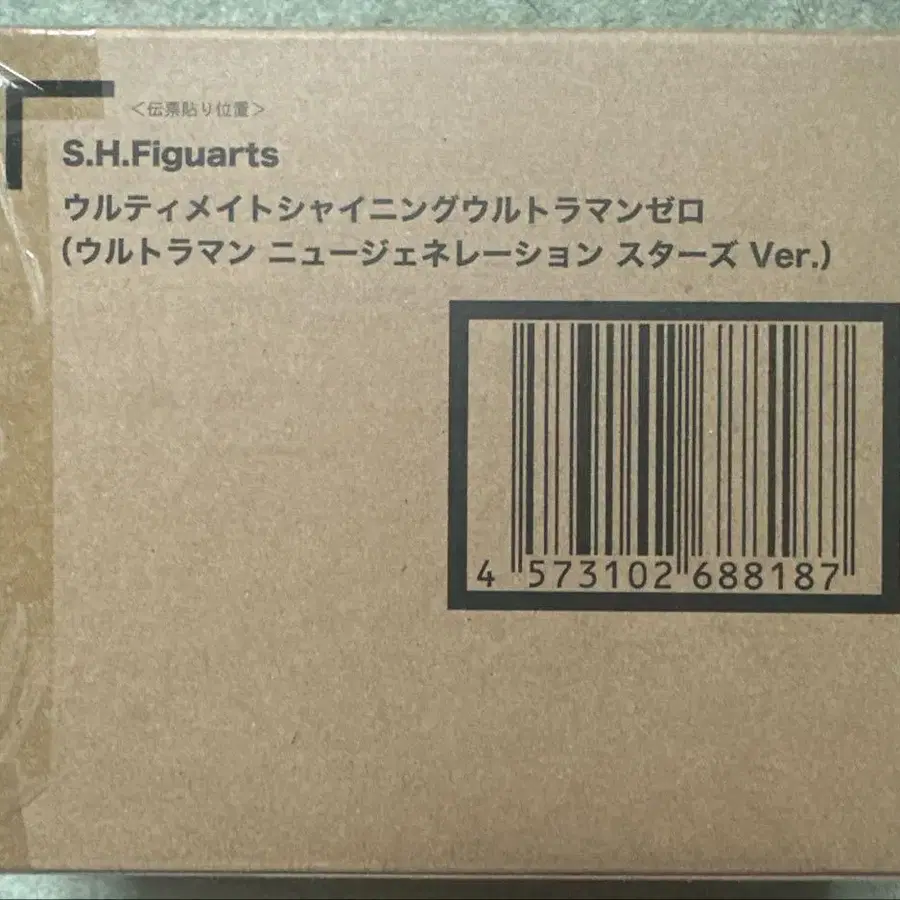 ＜伝票貼り位置＞
S.H.Figuarts
ウルティメイトシャイニングウルトラマンゼロ
(ウルトラマン ニュージェネレーション スターズ Ver.)
4 573102 688187